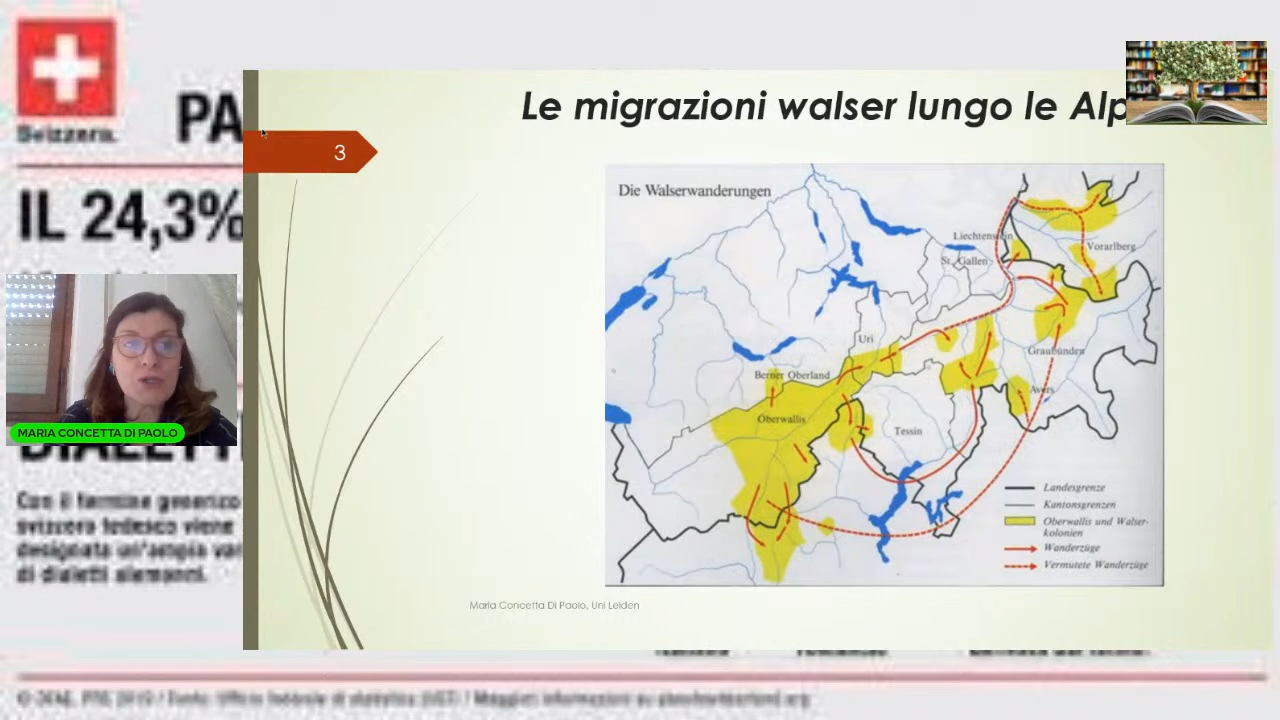 Svizzera.
PA
IL 24,3%
Con il termine generico
svizzero tedesco viene
designata un'ampia var
di dialetti alemanni.
MARIA CONCETTA DI PAOLO
3
Le migrazioni walser lungo le Alp
Die Walserwanderungen
Liechtenstein
St. Gallen
Vorarlberg
Uri
Graubünden
Berner Oberland
Avers
Oberwallis
Tessin
Landesgrenze
Kantonsgrenzen
Oberwallis und Walser-
kolonien
Wanderzüge
Vermutete Wanderzüge
Maria Concetta Di Paolo, Uni Leiden